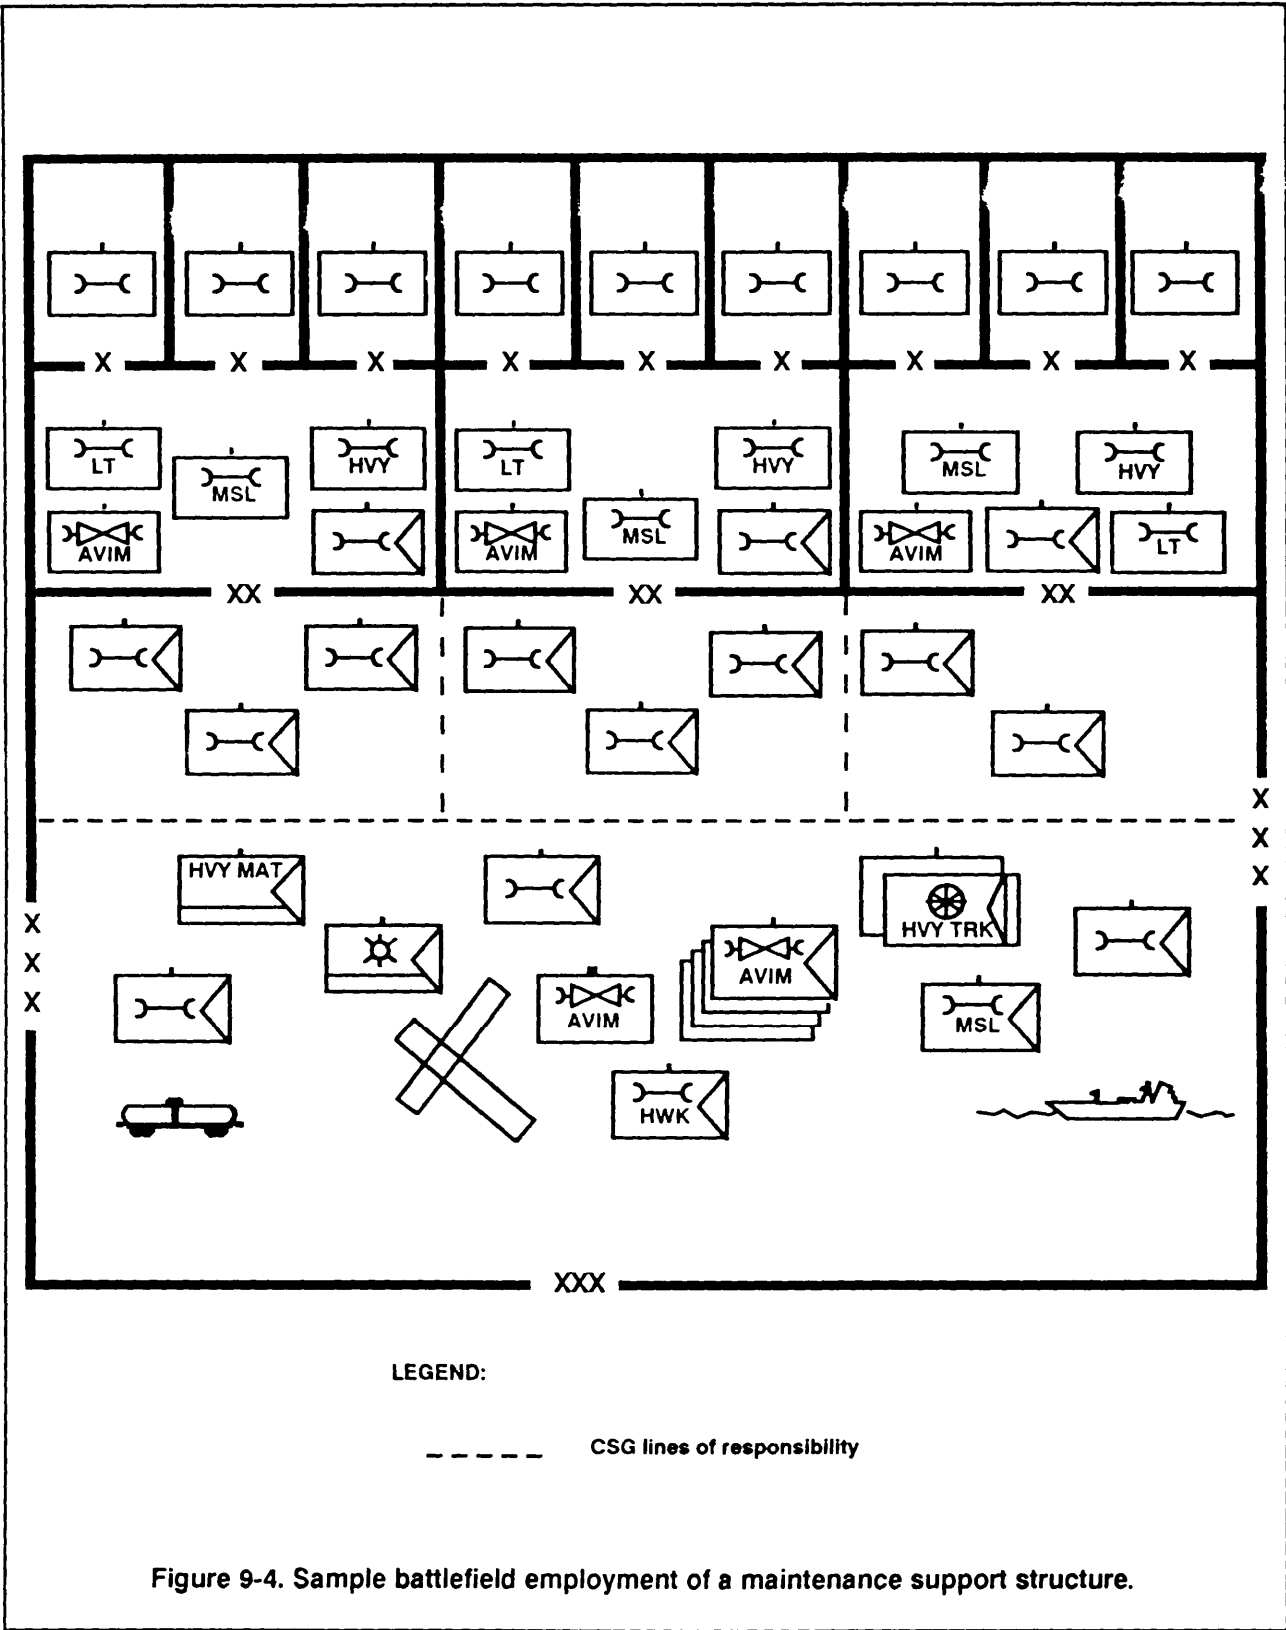 X X X X X X X X X
LT MSL HVY LT HVY MSL HVY
AVIM AVIM MSL AVIM LT
XX XX XX
X
X
X
HVY MAT
HVY TRK
X
X
X
AVIM
AVIM
MSL
HWK
XXX
LEGEND:
CSG lines of responsibility
Figure 9-4. Sample battlefield employment of a maintenance support structure.